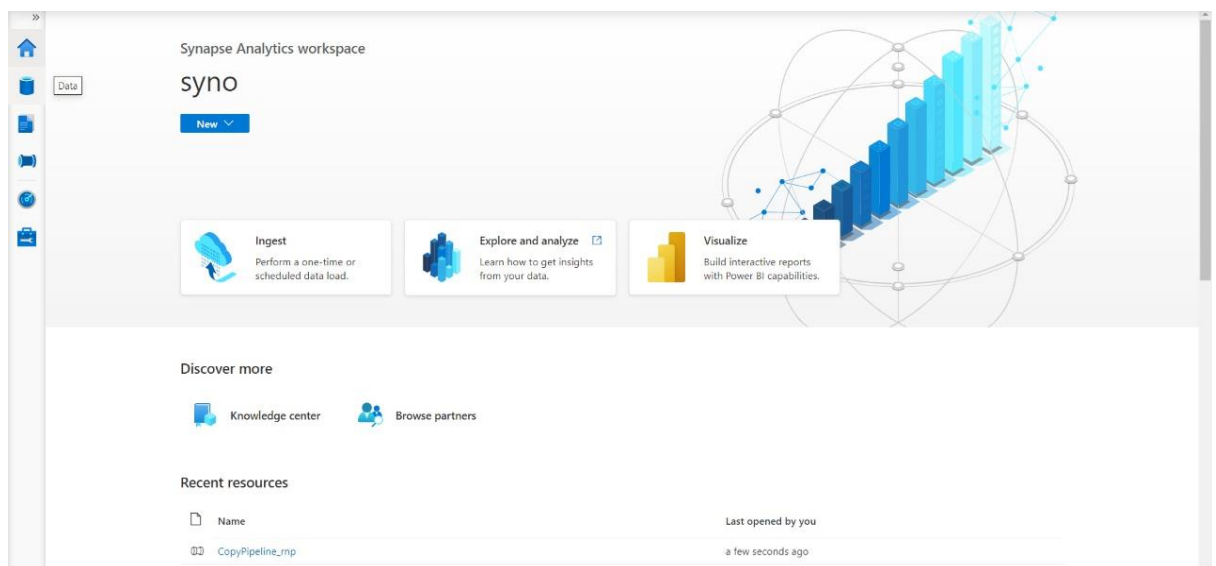 »
Data
Synapse Analytics workspace
syno
New
Ingest
Perform a one-time or
scheduled data load.
Explore and analyze
Learn how to get insights
from your data.
Visualize
Build interactive reports
with Power BI capabilities.
Discover more
Knowledge center
Browse partners
Recent resources
Name
Last opened by you
CopyPipeline_rnp
a few seconds ago